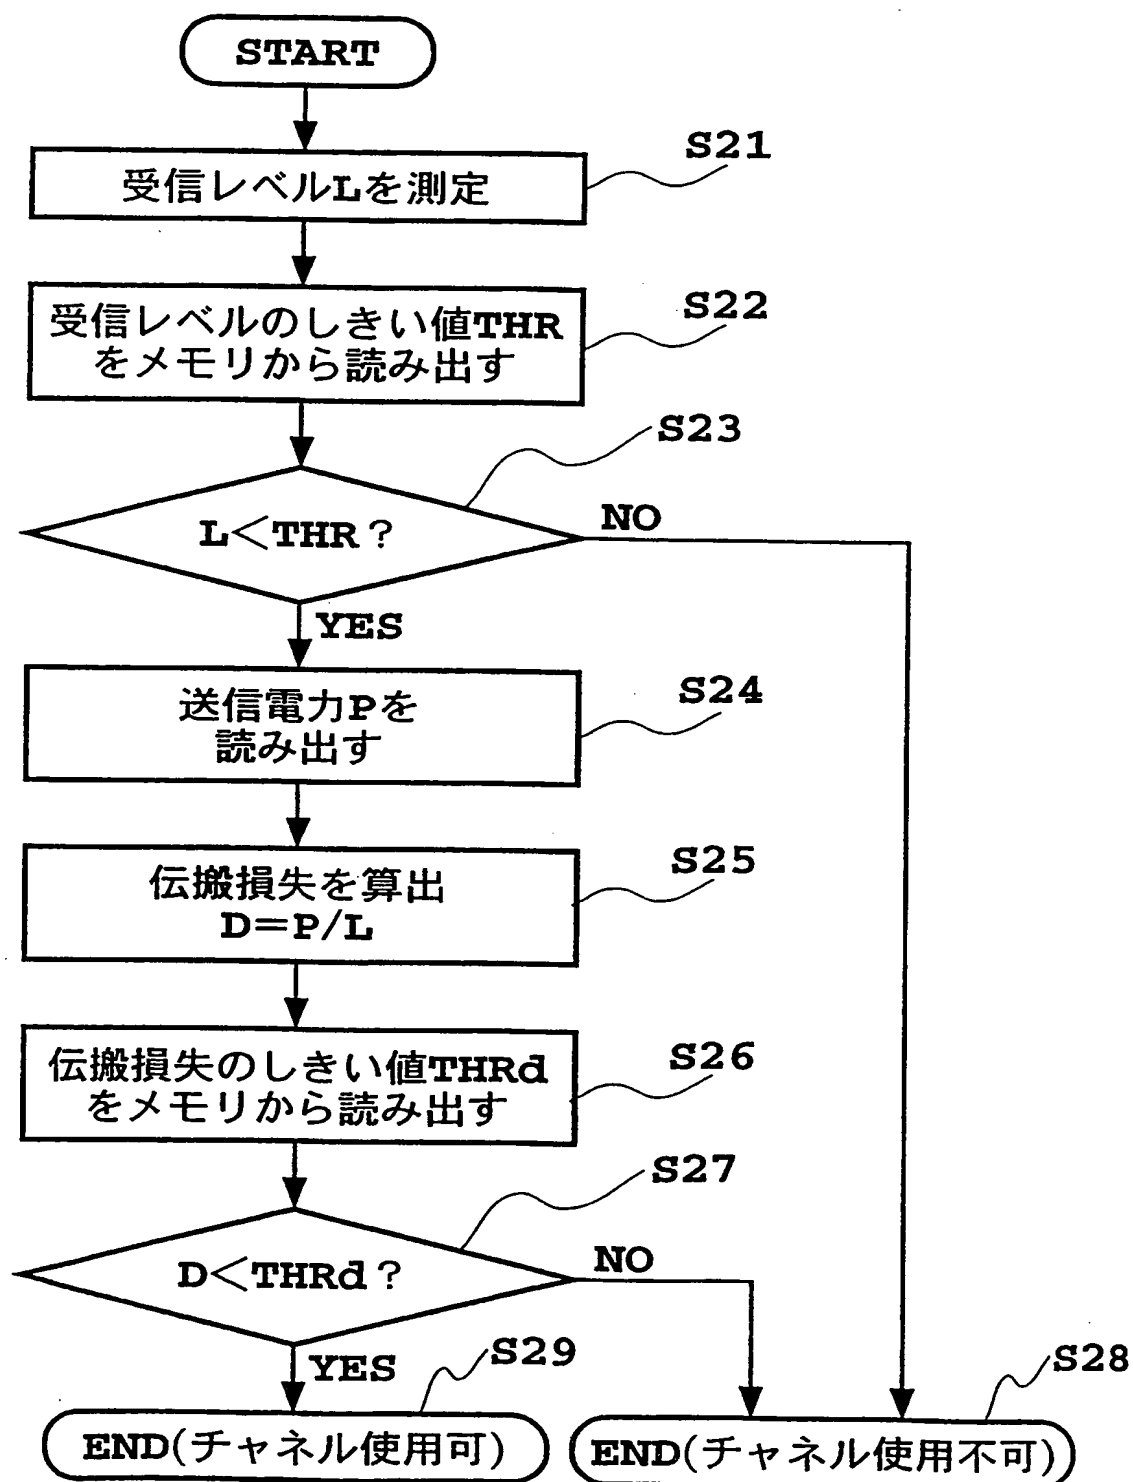 START
S21
受信レベルLを測定
S22
受信レベルのしきい値THR
をメモリから読み出す
S23
L<THR?
NO
YES
S24
送信電力Pを
読み出す
S25
伝搬損失を算出
D=P/L
S26
伝搬損失のしきい値THRd
をメモリから読み出す
S27
D<THRd?
NO
YES
S29
S28
END(チャネル使用可)
END(チャネル使用不可)